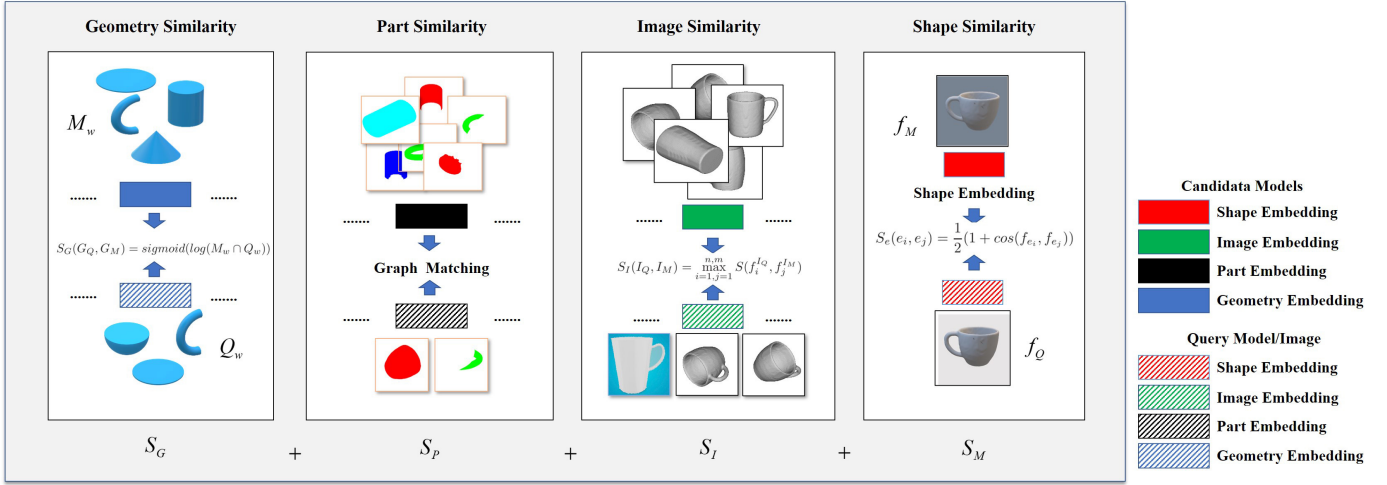 Geometry Similarity
Part Similarity
Image Similarity
Shape Similarity
M_w
.......
.......
S_G(G_Q, G_M) = sigmoid(log(M_w ∩ Q_w))
.......
.......
Q_w
.......
.......
Graph Matching
.......
.......
.......
.......
S_I(I_Q, I_M) = max_{i=1,j=1}^{n,m} S(f_i^{I_Q}, f_j^{I_M})
.......
.......
f_M
Shape Embedding
S_e(e_i, e_j) = \frac{1}{2}(1 + cos(f_{e_i}, f_{e_j}))
f_Q
S_G + S_P + S_I + S_M
Candidata Models
Shape Embedding
Image Embedding
Part Embedding
Geometry Embedding
Query Model/Image
Shape Embedding
Image Embedding
Part Embedding
Geometry Embedding